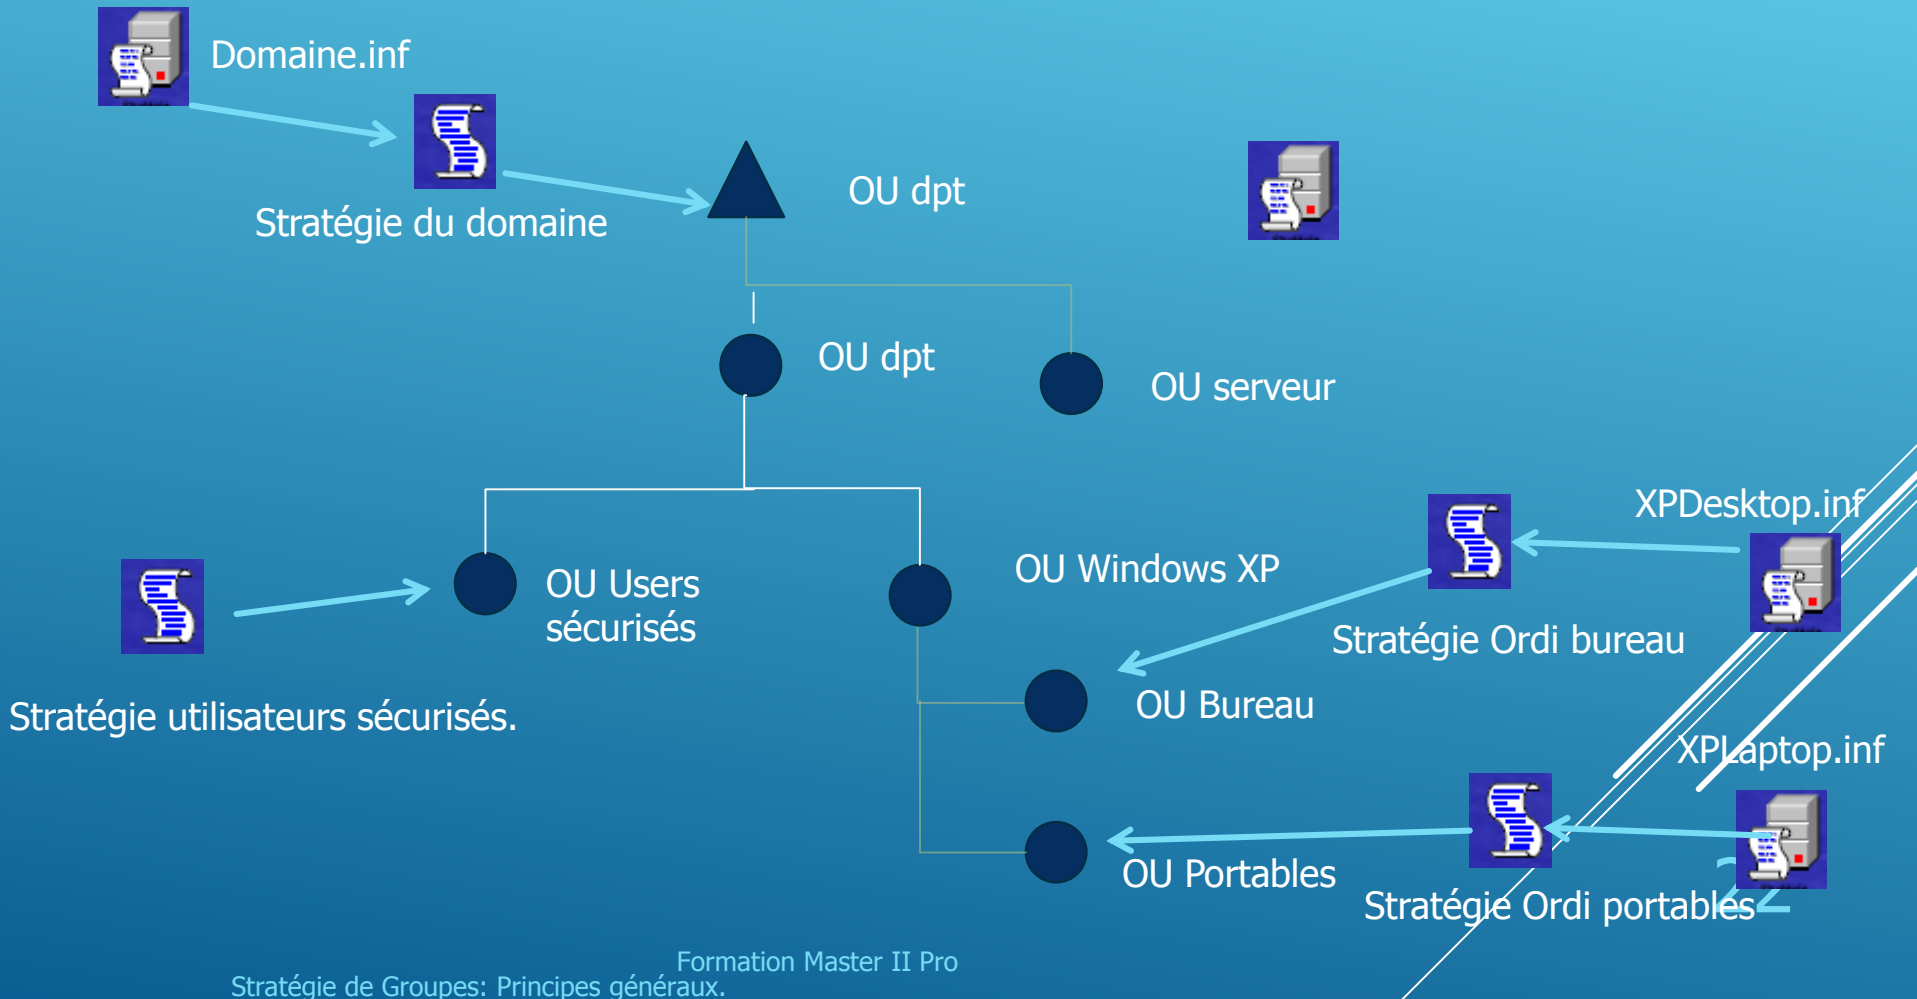 Domaine.inf
Stratégie du domaine
OU dpt
OU dpt
OU serveur
XPDesktop.inf
OU Windows XP
OU Users
sécurisés
Stratégie Ordi bureau
Stratégie utilisateurs sécurisés.
OU Bureau
XPLaptop.inf
OU Portables
Stratégie Ordi portables
22
Formation Master II Pro
Stratégie de Groupes: Principes généraux.